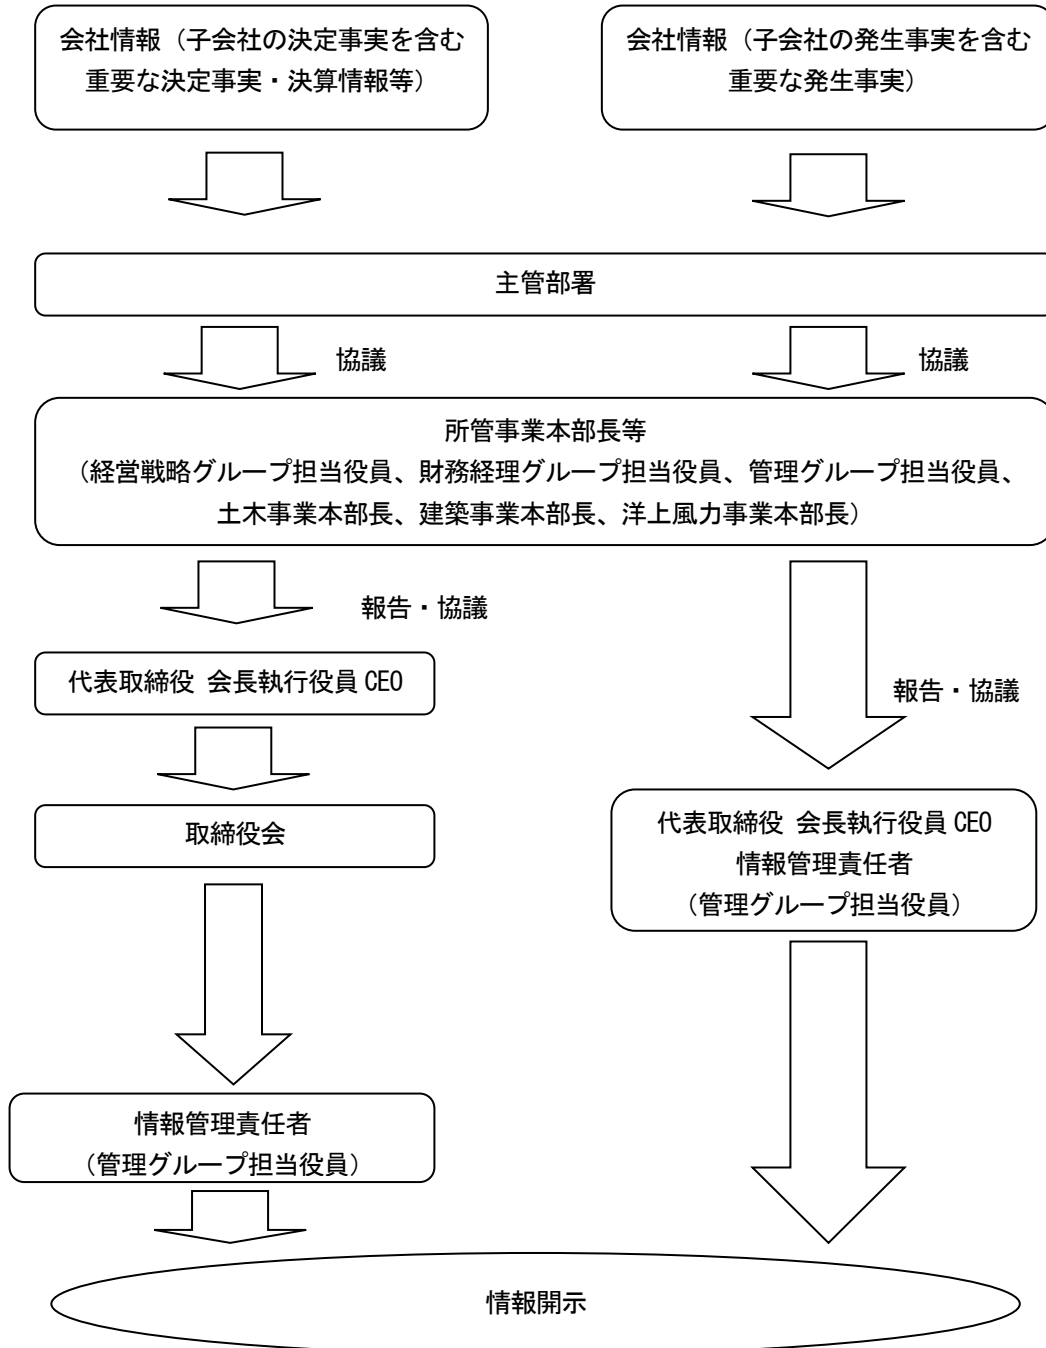 会社情報（子会社の決定事実を含む
重要な決定事実・決算情報等）
会社情報（子会社の発生事実を含む
重要な発生事実）
主管部署
協議
協議
所管事業本部長等
（経営戦略グループ担当役員、財務経理グループ担当役員、管理グループ担当役員、
土木事業本部長、建築事業本部長、洋上風力事業本部長）
報告・協議
代表取締役 会長執行役員 CEO
報告・協議
取締役会
代表取締役 会長執行役員 CEO
情報管理責任者
（管理グループ担当役員）
情報管理責任者
（管理グループ担当役員）
情報開示